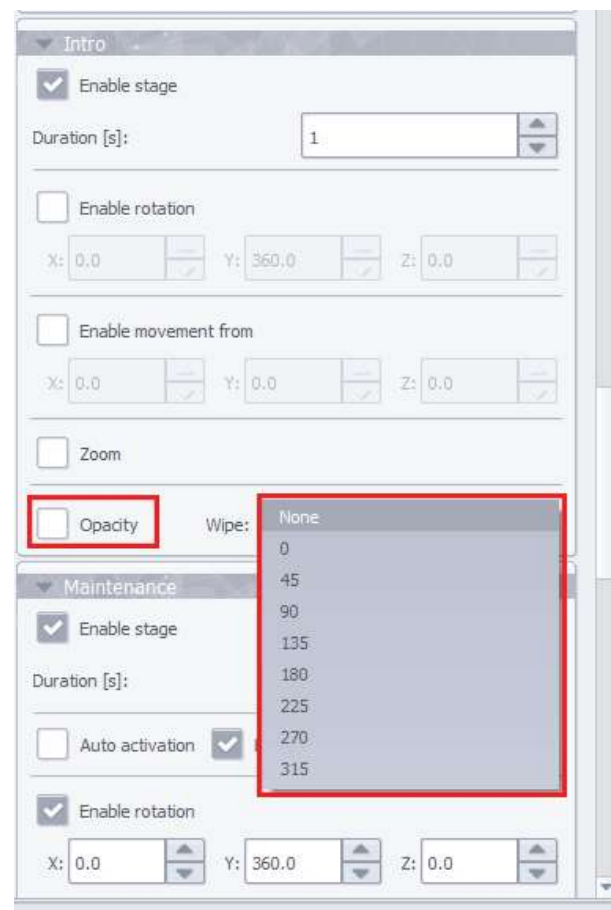 Intro
Enable stage
Duration [s]: 1
Enable rotation
X: 0.0 Y: 360.0 Z: 0.0
Enable movement from
X: 0.0 Y: 0.0 Z: 0.0
Zoom
Opacity Wipe: None
0
Maintenance 45
90
Enable stage 135
Duration [s]: 180
225
Auto activation 270
315
Enable rotation
X: 0.0 Y: 360.0 Z: 0.0